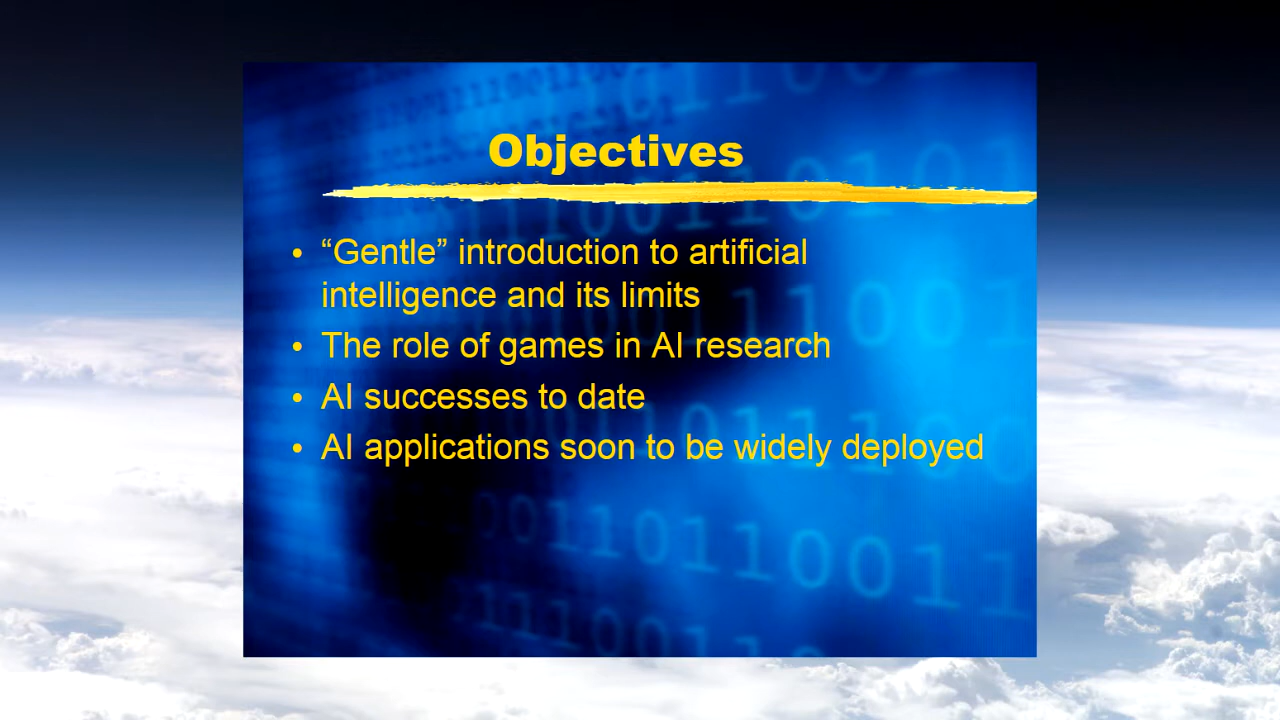 Objectives
• “Gentle” introduction to artificial
intelligence and its limits
• The role of games in AI research
• AI successes to date
• AI applications soon to be widely deployed